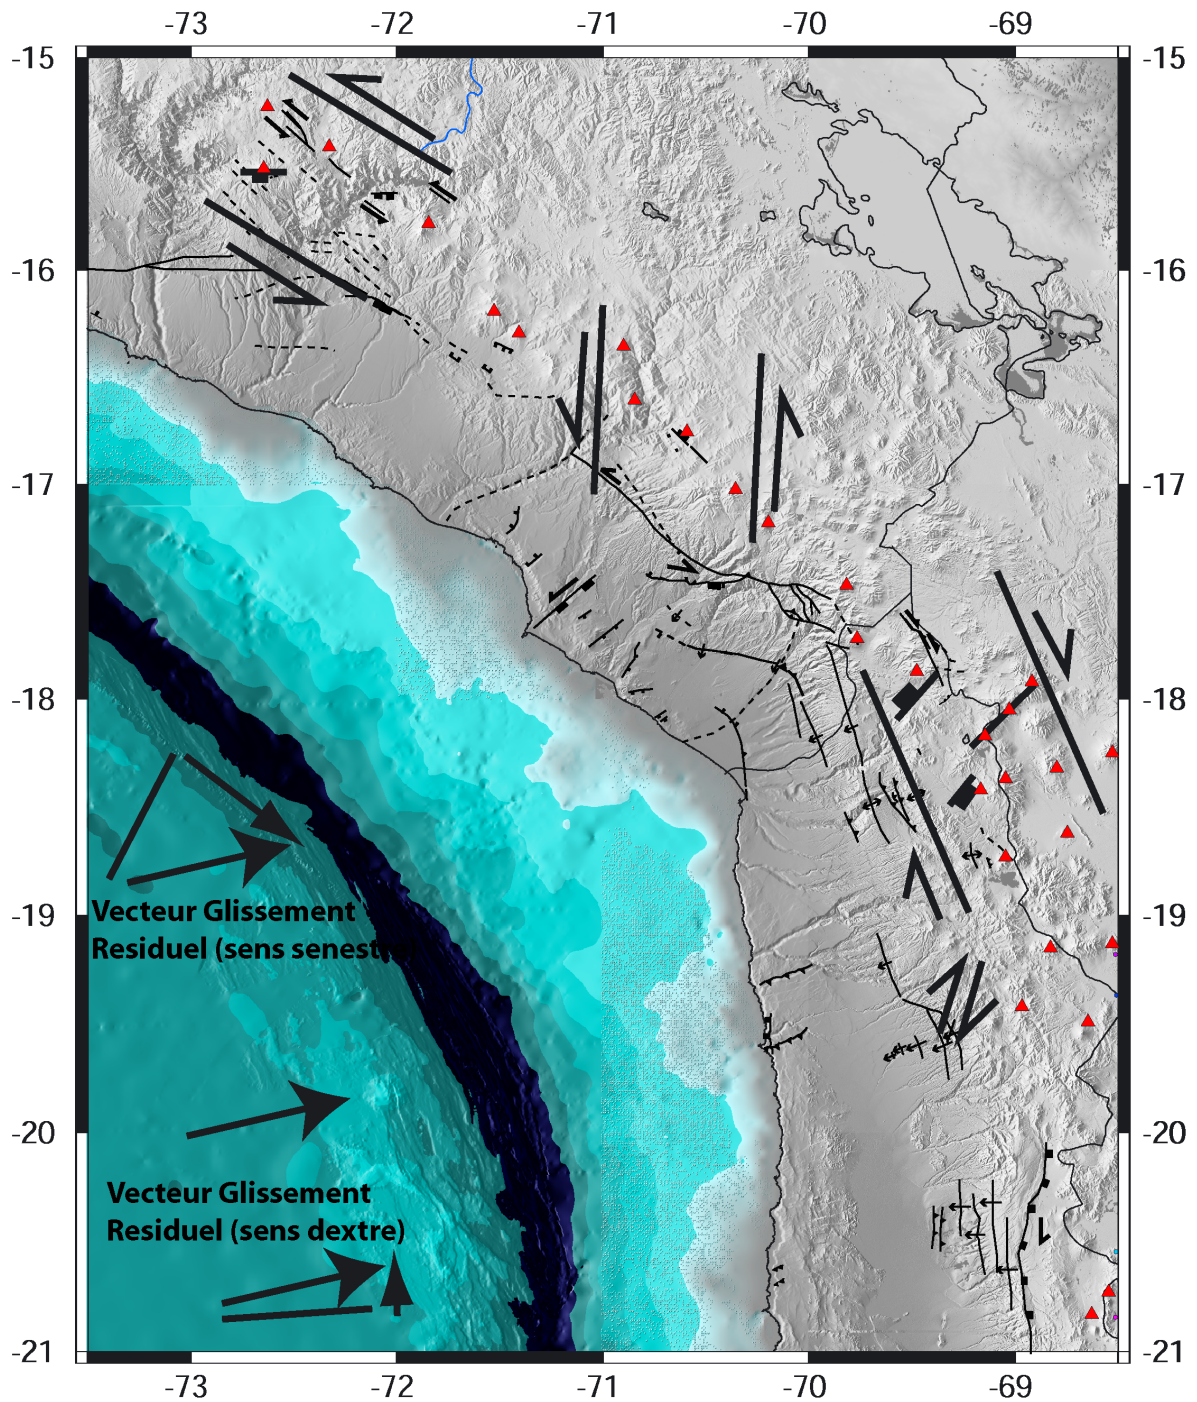 -73 -72 -71 -70 -69
-15 -15
-16 -16
-17 -17
-18 -18
-19 -19
Vecteur Glissement
Residuel (sens senestre)
-20 -20
Vecteur Glissement
Residuel (sens dextre)
-21 -21
-73 -72 -71 -70 -69